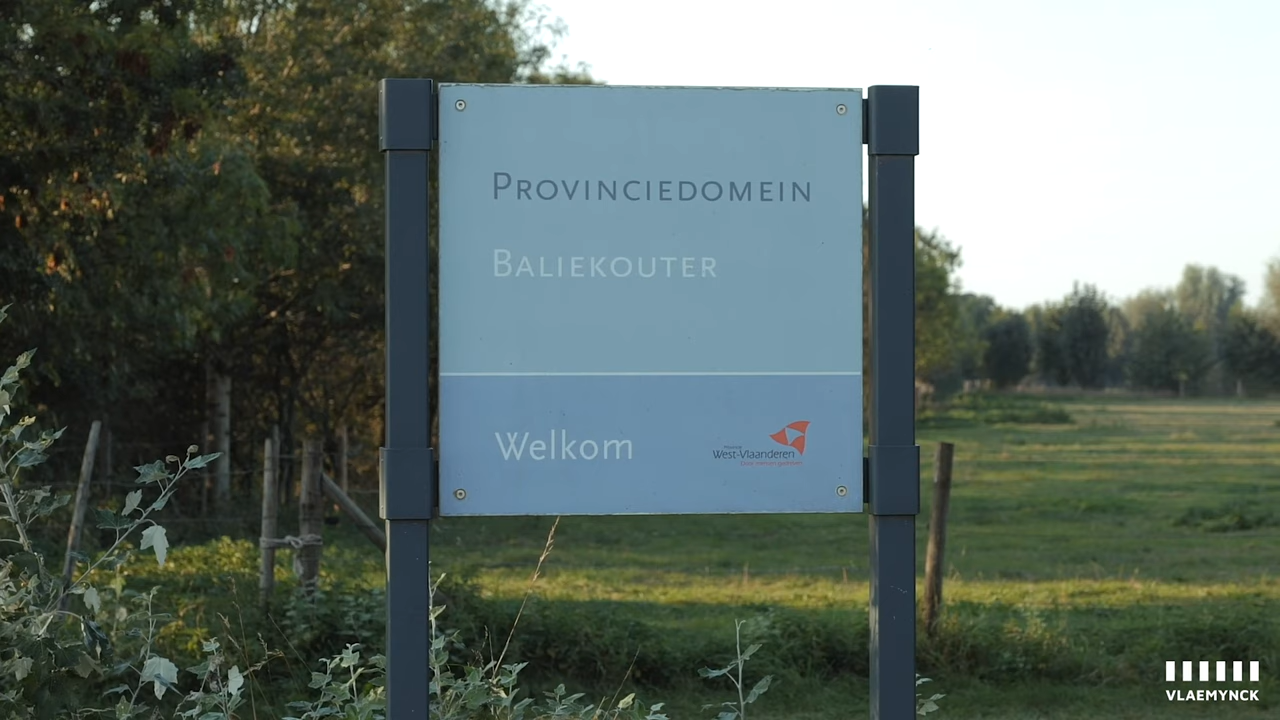 PROVINCIEDOMEIN
BALIEKOUTER
Welkom
West-Vlaanderen
VLAEMYNCK